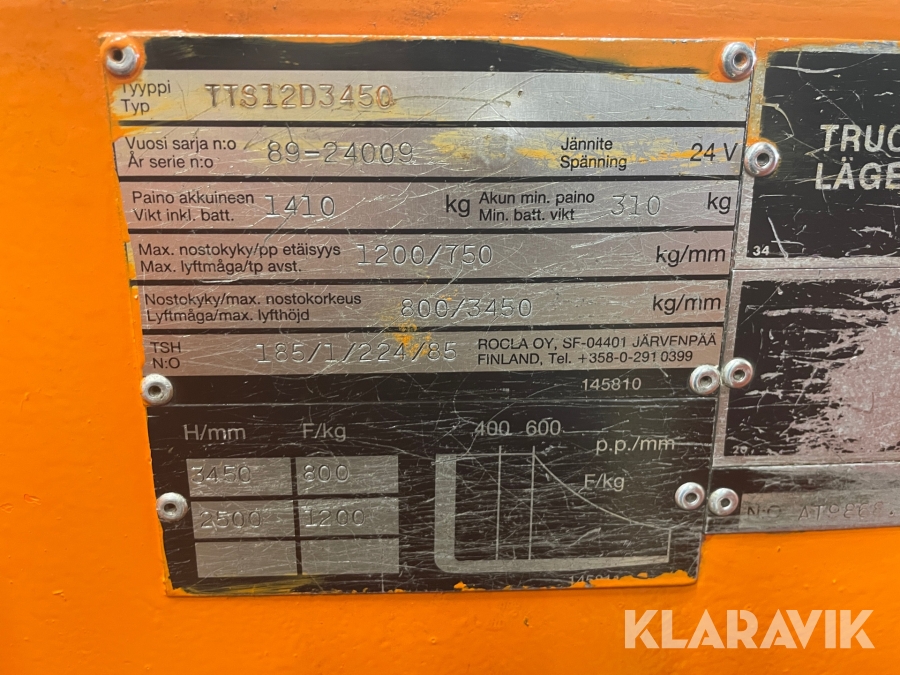 Tyyppi
Typ
TTS12D3450
Vuosi sarja n:o
År serie n:o
89-24009
Jännite
Spänning
24 V
Paino akkuineen
Vikt inkl. batt.
1410 kg
Akun min. paino
Min. batt. vikt
310 kg
Max. nostokyky/pp etäisyys
Max. lyftmåga/tp avst.
1200/750 kg/mm
Nostokyky/max. nostokorkeus
Lyftmåga/max. lyfthöjd
800/3450 kg/mm
TSH
N:O
185/1/224/85
ROCLA OY, SF-04401 JÄRVENPÄÄ
FINLAND, Tel. +358-0-291 0399
145810
H/mm F/kg
3450 800
2500 1200
400 600
p.p./mm
F/kg
TRUC
LÄGE
34
N:O
KLARAVIK